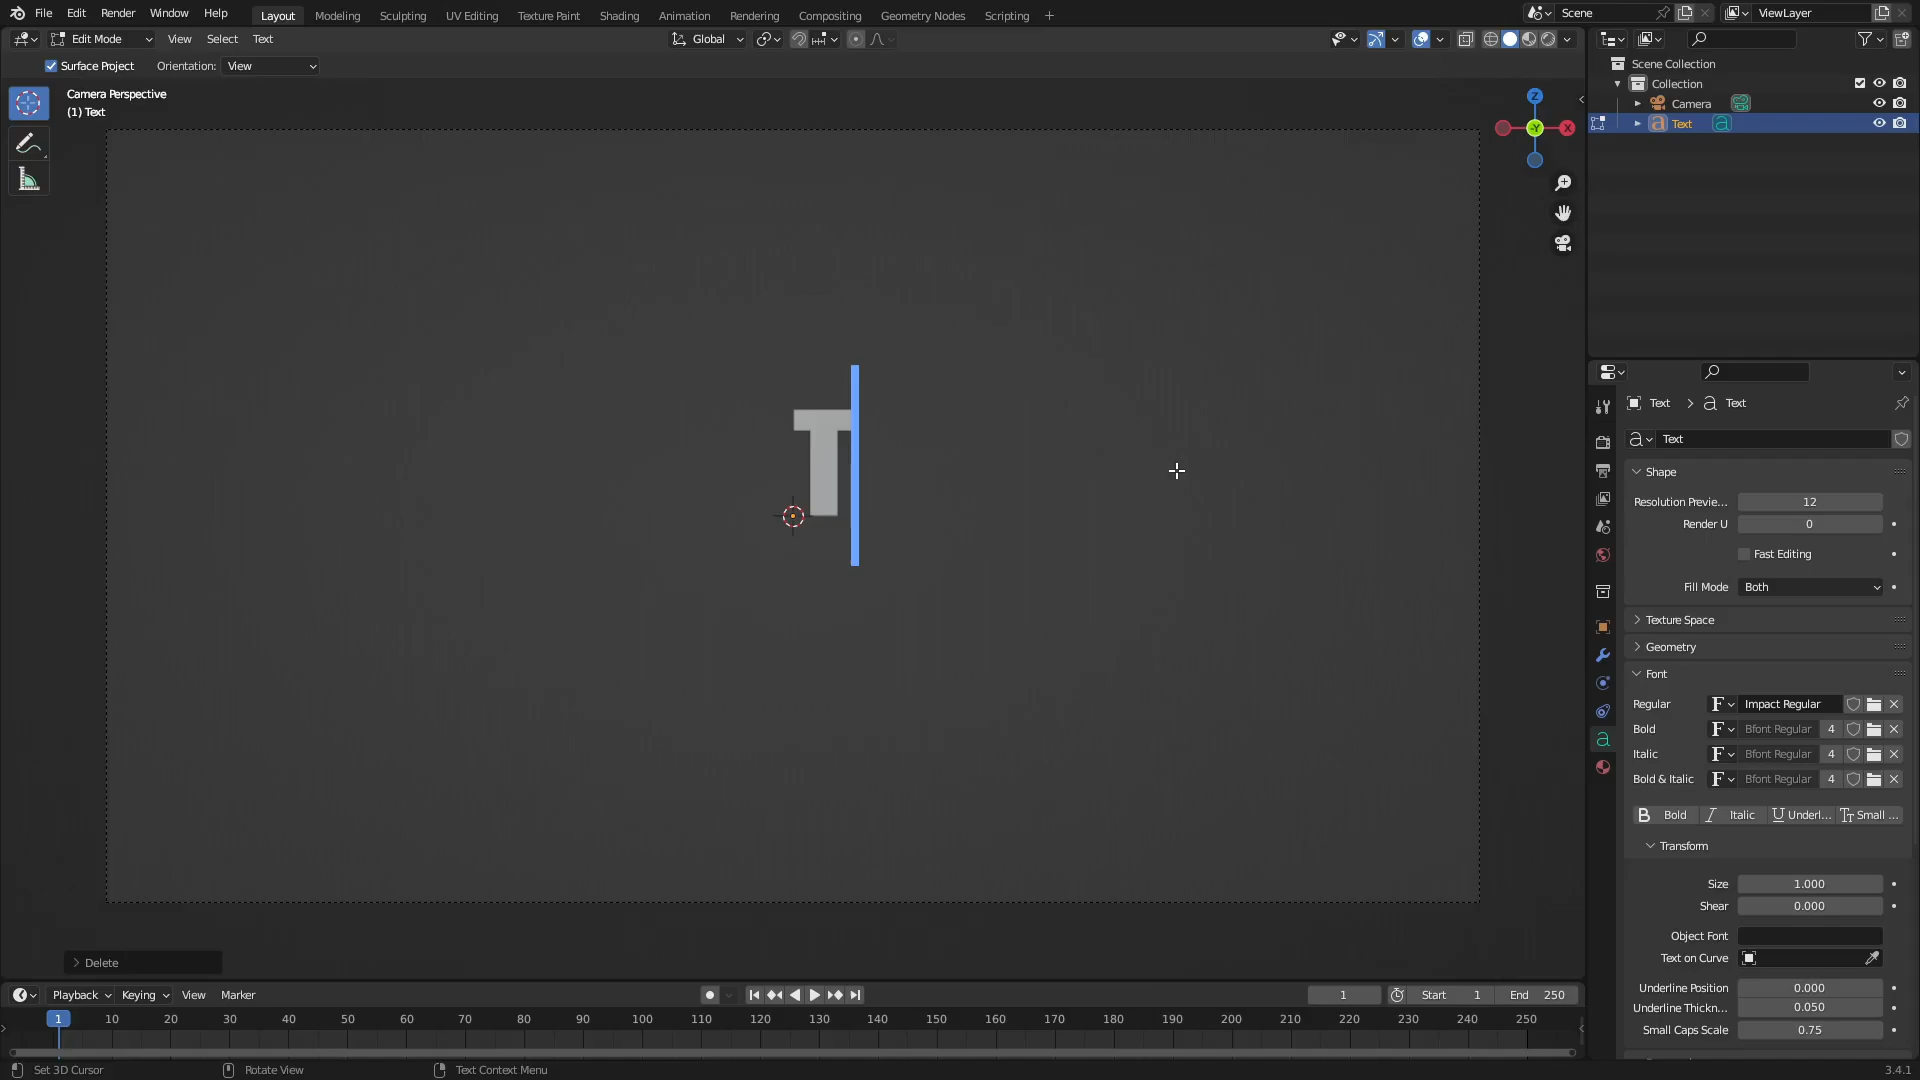 File Edit Render Window Help Layout Modeling Sculpting UV Editing Texture Paint Shading Animation Rendering Compositing Geometry Nodes Scripting + Scene ViewLayer
Edit Mode View Select Text Global
Surface Project Orientation: View
Camera Perspective
(1) Text
Z
-Y X
T
Scene Collection
Collection
Camera
Text
Text > Text
Text
Shape
Resolution Previe... 12
Render U 0
Fast Editing
Fill Mode Both
Texture Space
Geometry
Font
Regular F Impact Regular
Bold F Bfont Regular 4
Italic F Bfont Regular 4
Bold & Italic F Bfont Regular 4
B Bold I Italic U Underl... Tt Small ...
Transform
Size 1.000
Shear 0.000
Object Font
Text on Curve
Underline Position 0.000
Underline Thickn... 0.050
Small Caps Scale 0.75
Delete
Playback Keying View Marker 1 Start 1 End 250
1 10 20 30 40 50 60 70 80 90 100 110 120 130 140 150 160 170 180 190 200 210 220 230 240 250
Set 3D Cursor Rotate View Text Context Menu 3.4.1